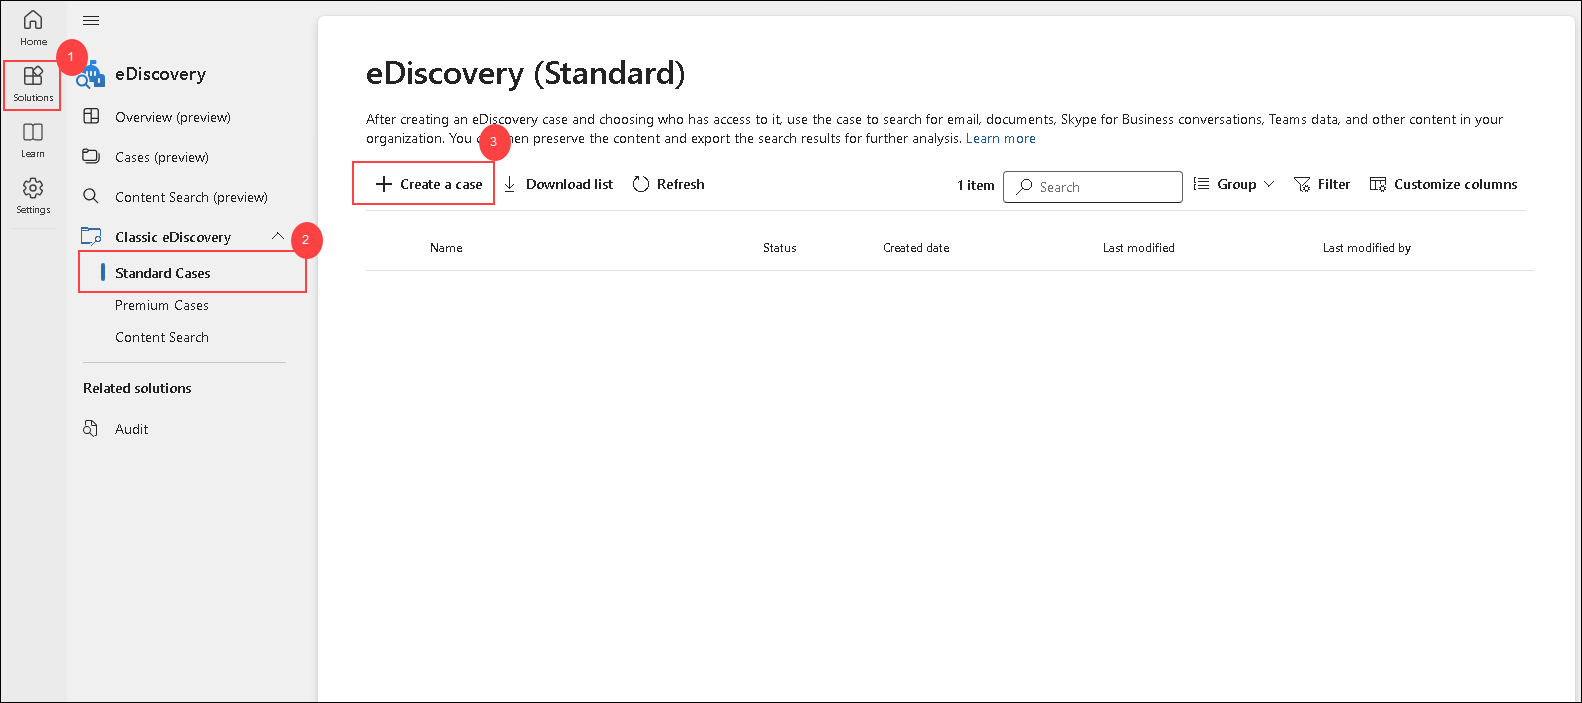 Home
Solutions
Learn
Settings
1
eDiscovery
Overview (preview)
Cases (preview)
Content Search (preview)
Classic eDiscovery
2
Standard Cases
Premium Cases
Content Search
Related solutions
Audit
eDiscovery (Standard)
After creating an eDiscovery case and choosing who has access to it, use the case to search for email, documents, Skype for Business conversations, Teams data, and other content in your
organization. You hen preserve the content and export the search results for further analysis. Learn more
3
Create a case Download list Refresh 1 item Search Group Filter Customize columns
Name Status Created date Last modified Last modified by